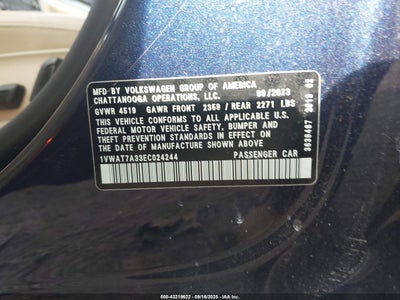 MFD BY VOLKSWAGEN GROUP OF AMERICA
CHATTANOOGA OPERATIONS, LLC. 09/2013
GVWR 4519 GAWR FRONT 2359 / REAR 2271 LBS
THIS VEHICLE CONFORMS TO ALL APPLICABLE U.S.
FEDERAL MOTOR VEHICLE SAFETY, BUMPER AND
THEFT PREVENTION STANDARDS IN EFFECT ON THE
DATE OF MANUFACTURE SHOWN ABOVE.
1VWAT7A33EC024244 PASSENGER CAR
000-43219622 - 09/16/2025 - IAAI.COM